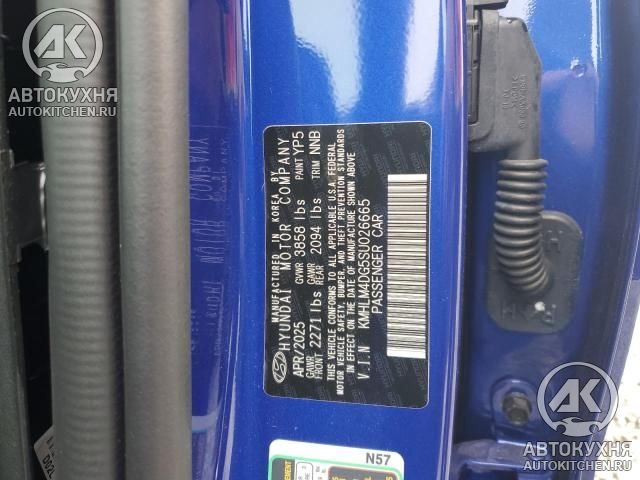 АВТОКУХНЯ
AUTOKITCHEN.RU
MANUFACTURED IN KOREA BY
HYUNDAI MOTOR COMPANY
APR/2025 GVWR 3858 lbs PAINT YP5
GAWR FRONT 2271 lbs GAWR REAR 2094 lbs TRIM NNB
THIS VEHICLE CONFORMS TO ALL APPLICABLE U.S.A. FEDERAL
MOTOR VEHICLE SAFETY, BUMPER, AND THEFT PREVENTION STANDARDS
IN EFFECT ON THE DATE OF MANUFACTURE SHOWN ABOVE.
V.I.N KMHLM4DG5SU026665
PASSENGER CAR
N57
АВТОКУХНЯ
AUTOKITCHEN.RU